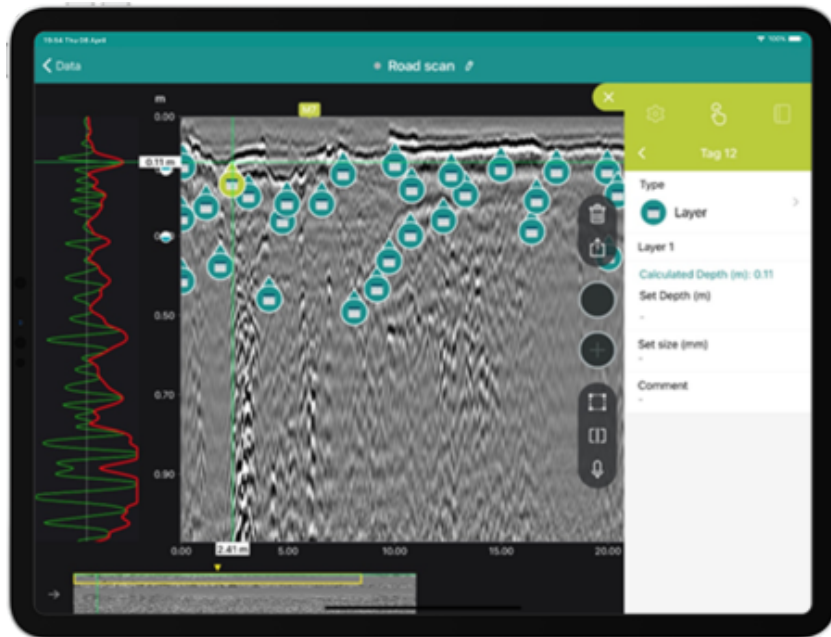 19:54 Thu 08 April
100%
Data
Road scan
m
0.00
0.11 m
0.50
0.70
0.90
0.00
2.41 m
5.00
10.00
15.00
20.00
Tag 12
Type
Layer
Layer 1
Calculated Depth (m): 0.11
Set Depth (m)
-
Set size (mm)
-
Comment
-